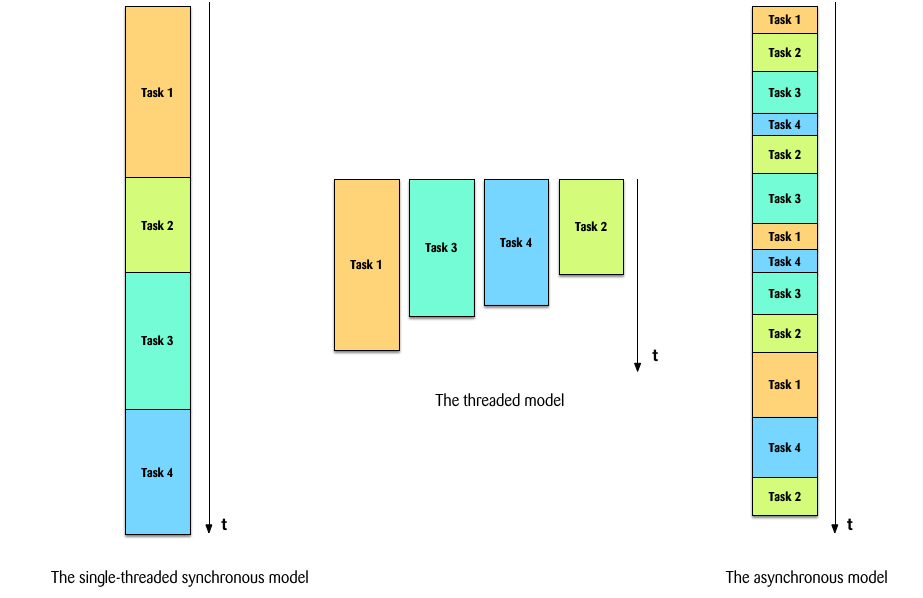 Task 1
Task 2
Task 3
Task 4
t
The single-threaded synchronous model
Task 1
Task 3
Task 4
Task 2
t
The threaded model
Task 1
Task 2
Task 3
Task 4
Task 2
Task 3
Task 1
Task 4
Task 3
Task 2
Task 1
Task 4
Task 2
t
The asynchronous model